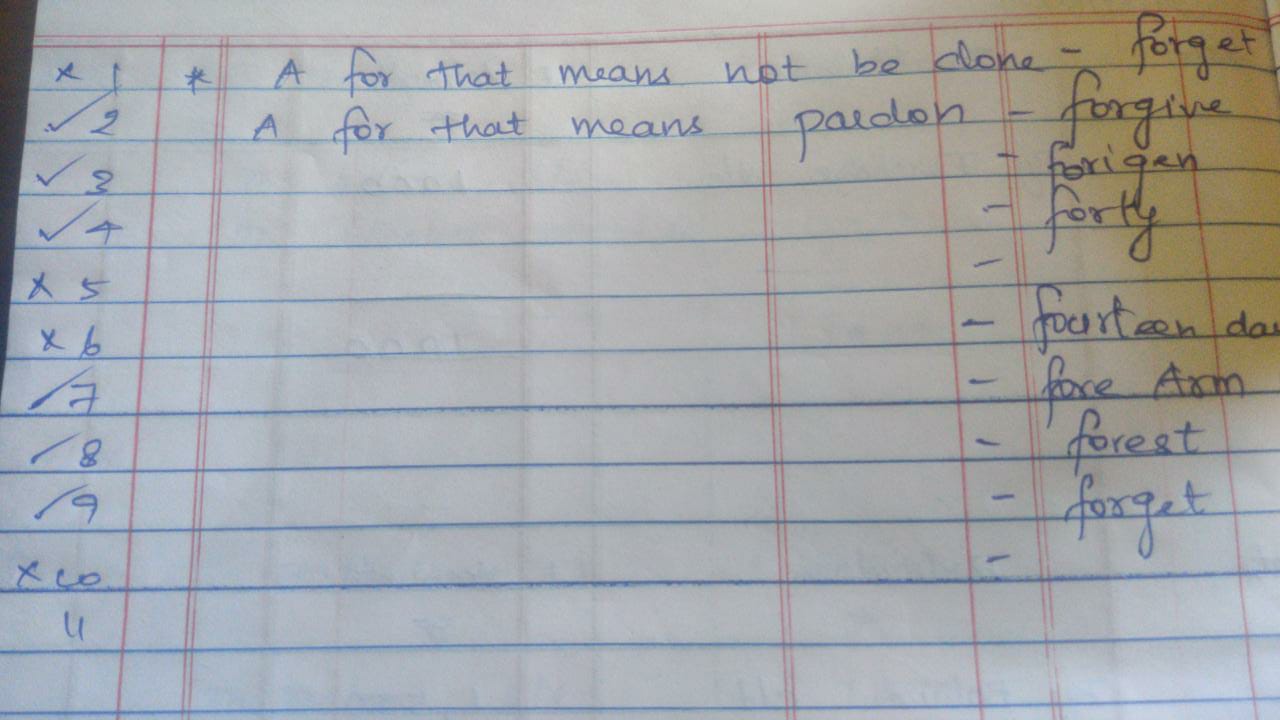 × 1 * A for that means not be done - forget
✓ 2 A for that means pardon - forgive
✓ 3 - forigen
✓ 4 - forty
× 5 -
× 6 - fourteen da
✓ 7 - fore Arm
✓ 8 - forest
✓ 9 - forget
× 10 -
11